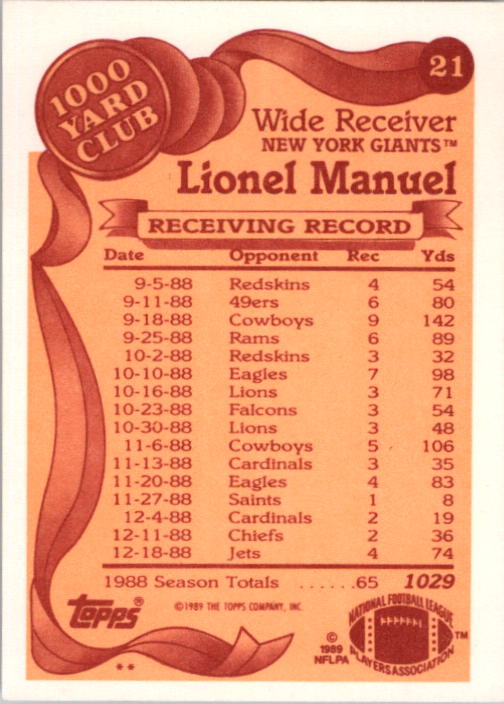 21
1000
YARD
CLUB
Wide Receiver
NEW YORK GIANTS™
Lionel Manuel
RECEIVING RECORD
Date Opponent Rec Yds
9-5-88 Redskins 4 54
9-11-88 49ers 6 80
9-18-88 Cowboys 9 142
9-25-88 Rams 6 89
10-2-88 Redskins 3 32
10-10-88 Eagles 7 98
10-16-88 Lions 3 71
10-23-88 Falcons 3 54
10-30-88 Lions 3 48
11-6-88 Cowboys 5 106
11-13-88 Cardinals 3 35
11-20-88 Eagles 4 83
11-27-88 Saints 1 8
12-4-88 Cardinals 2 19
12-11-88 Chiefs 2 36
12-18-88 Jets 4 74
1988 Season Totals ......65 1029
topps®
©1989 THE TOPPS COMPANY, INC.
**
©
1989
NFLPA
NATIONAL FOOTBALL LEAGUE
PLAYERS ASSOCIATION
™